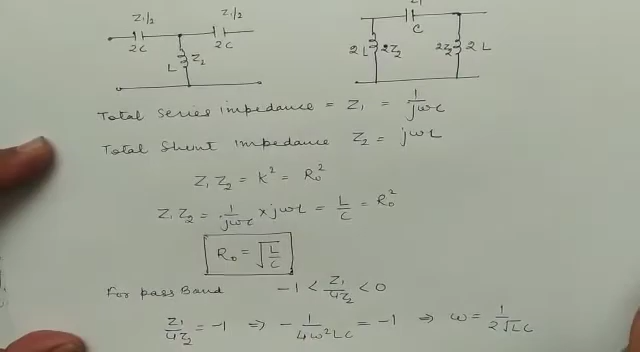 Z1/2 Z1/2 Z1
2C 2C C
L Z2 2L 2Z2 2Z2 2L
Total Series impedance = Z1 = 1/jωc
Total Shunt Impedance Z2 = jωL
Z1 Z2 = K² = R0²
Z1 Z2 = 1/jωc × jωL = L/C = R0²
R0 = √L/C
For pass Band -1 < Z1/4Z2 < 0
Z1/4Z2 = -1 ⇒ - 1/4ω²LC = -1 ⇒ ω = 1/2√LC